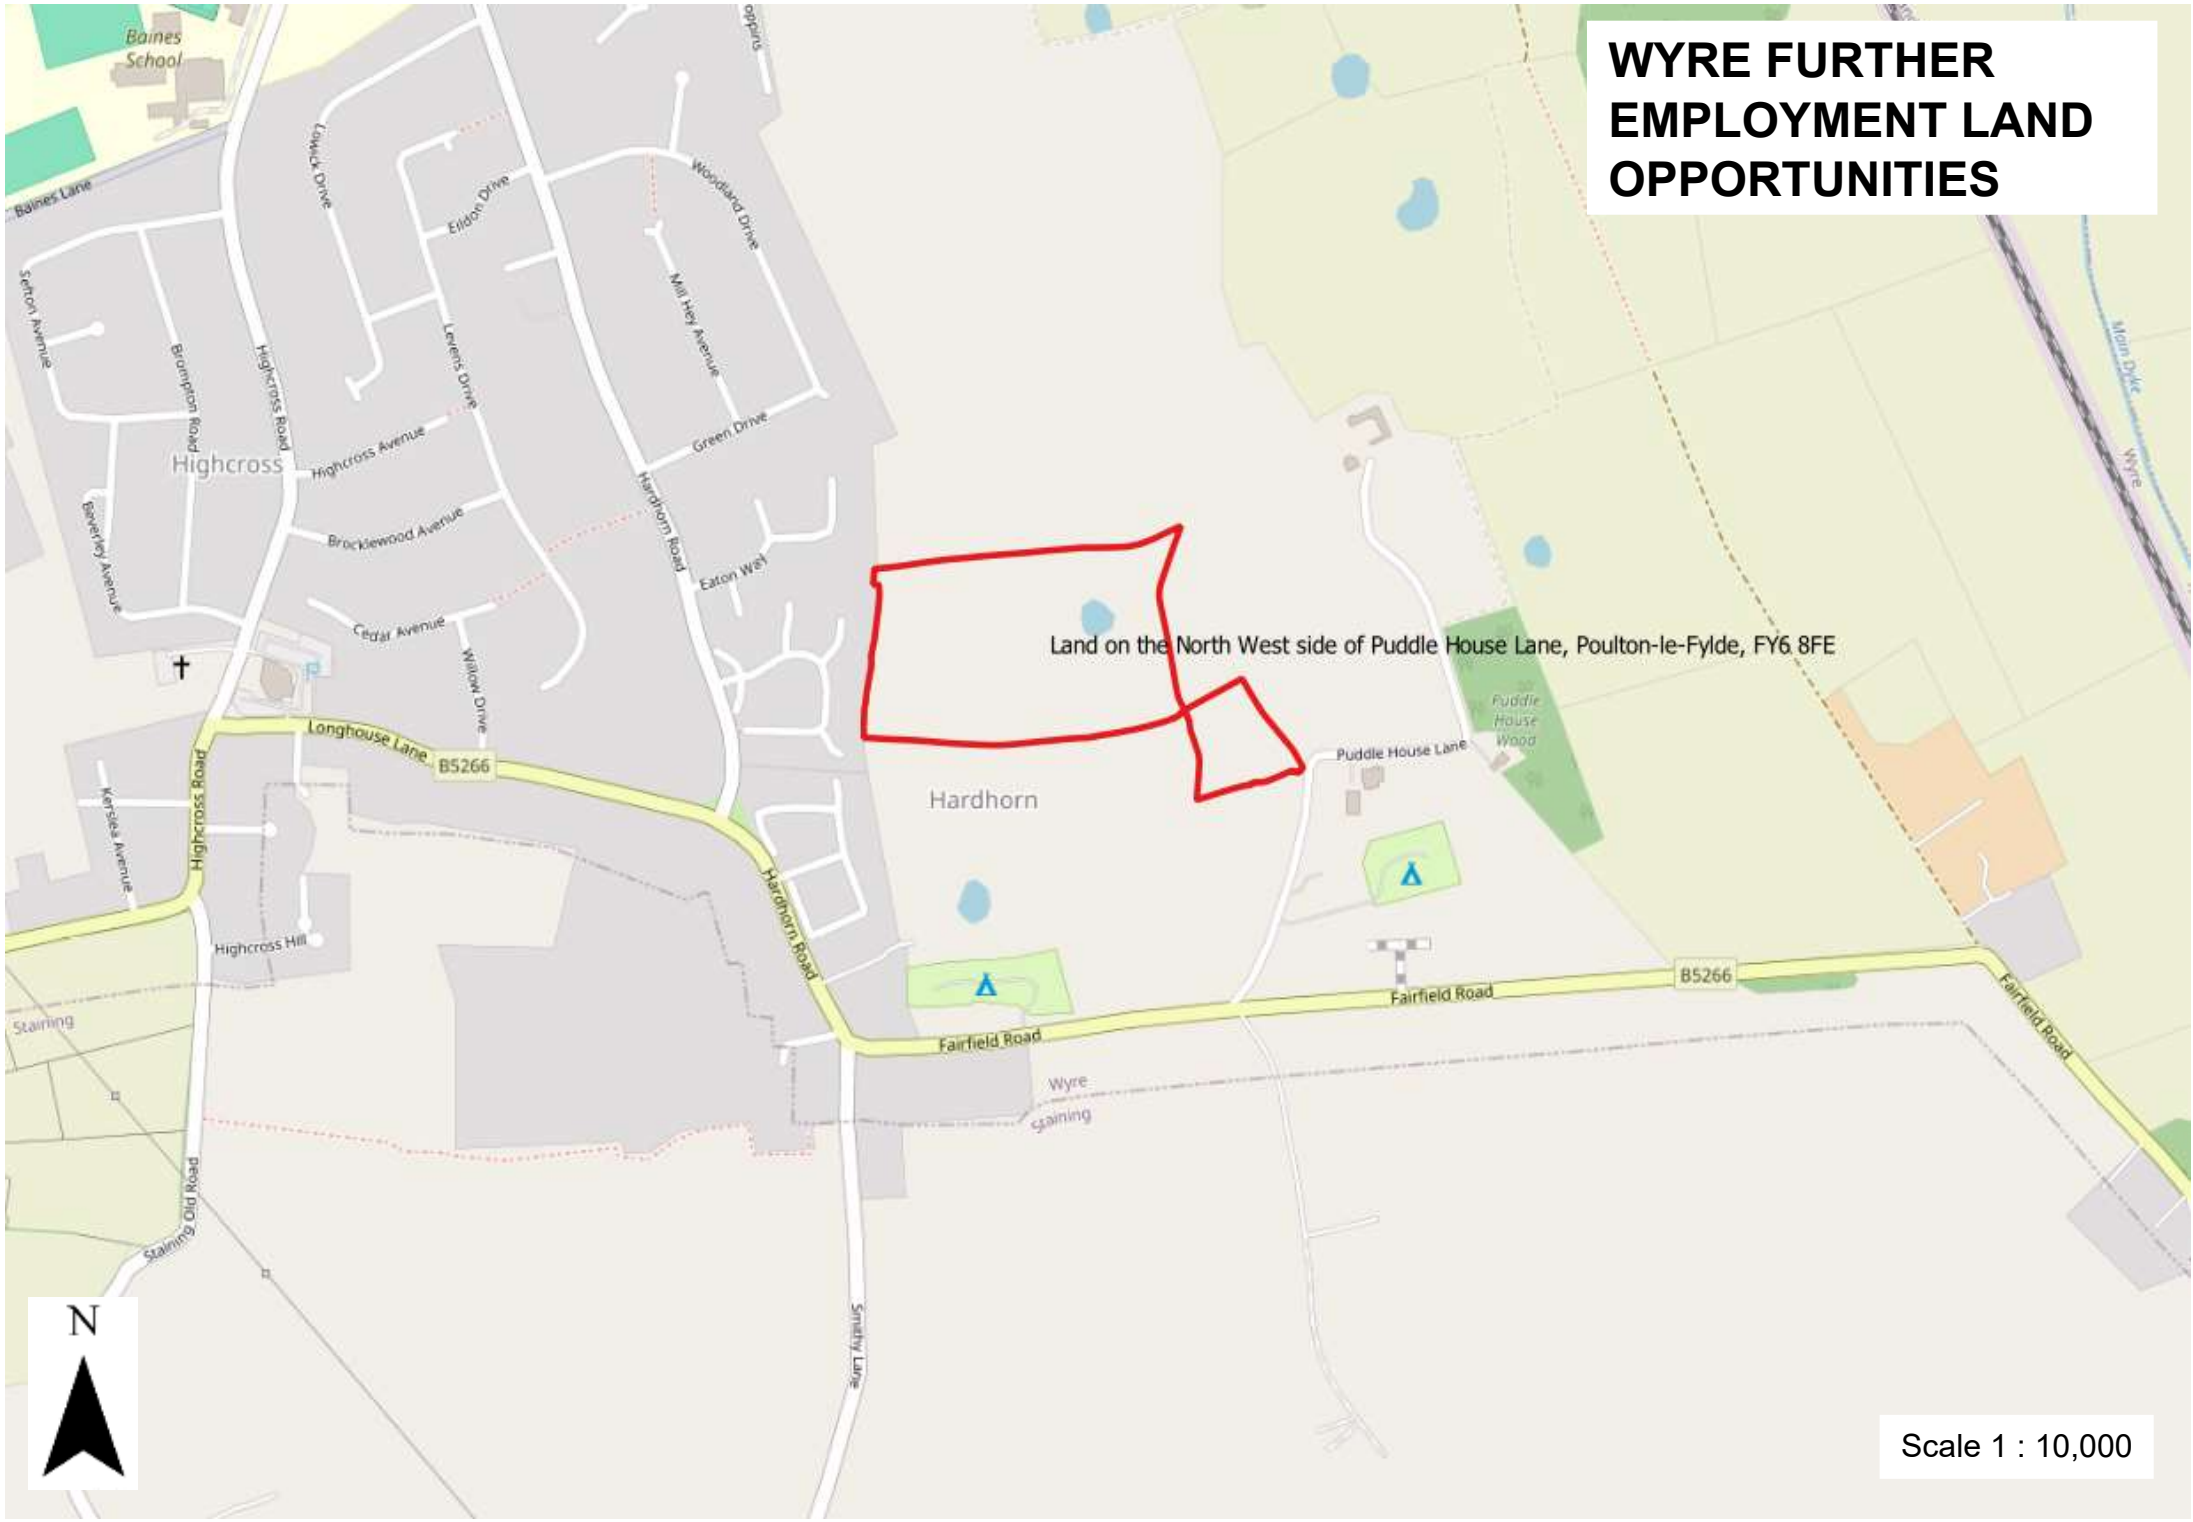 WYRE FURTHER
EMPLOYMENT LAND
OPPORTUNITIES
Baines
School
Baines Lane
Lowick Drive
Eildon Drive
Woodland Drive
Sefton Avenue
Brompton Road
Highcross Road
Levens Drive
Mill Hey Avenue
Green Drive
Main Dyke
Wyre
Highcross
Highcross Avenue
Hardhorn Road
Brocklewood Avenue
Beverley Avenue
Eaton Way
Cedar Avenue
Willow Drive
Land on the North West side of Puddle House Lane, Poulton-le-Fylde, FY6 8FE
Puddle
House
Wood
Longhouse Lane
B5266
Puddle House Lane
Hardhorn
Highcross Road
Kerslea Avenue
Hardhorn Road
Highcross Hill
B5266
Fairfield Road
Fairfield Road
Fairfield Road
Staining
Wyre
Staining
Staining Old Road
Smithy Lane
N
Scale 1 : 10,000